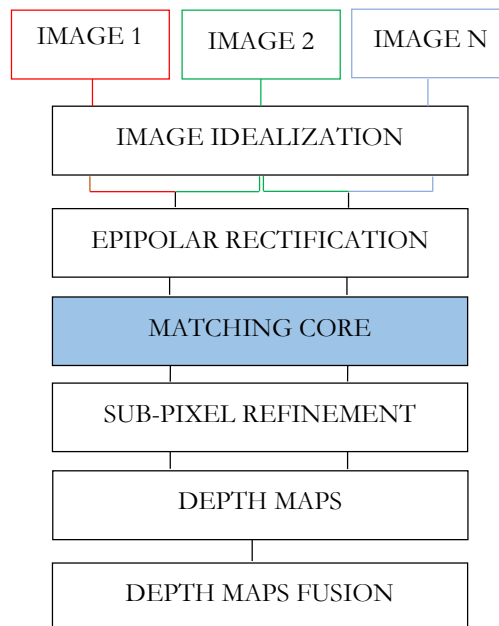 IMAGE 1
IMAGE 2
IMAGE N
IMAGE IDEALIZATION
EPIPOLAR RECTIFICATION
MATCHING CORE
SUB-PIXEL REFINEMENT
DEPTH MAPS
DEPTH MAPS FUSION